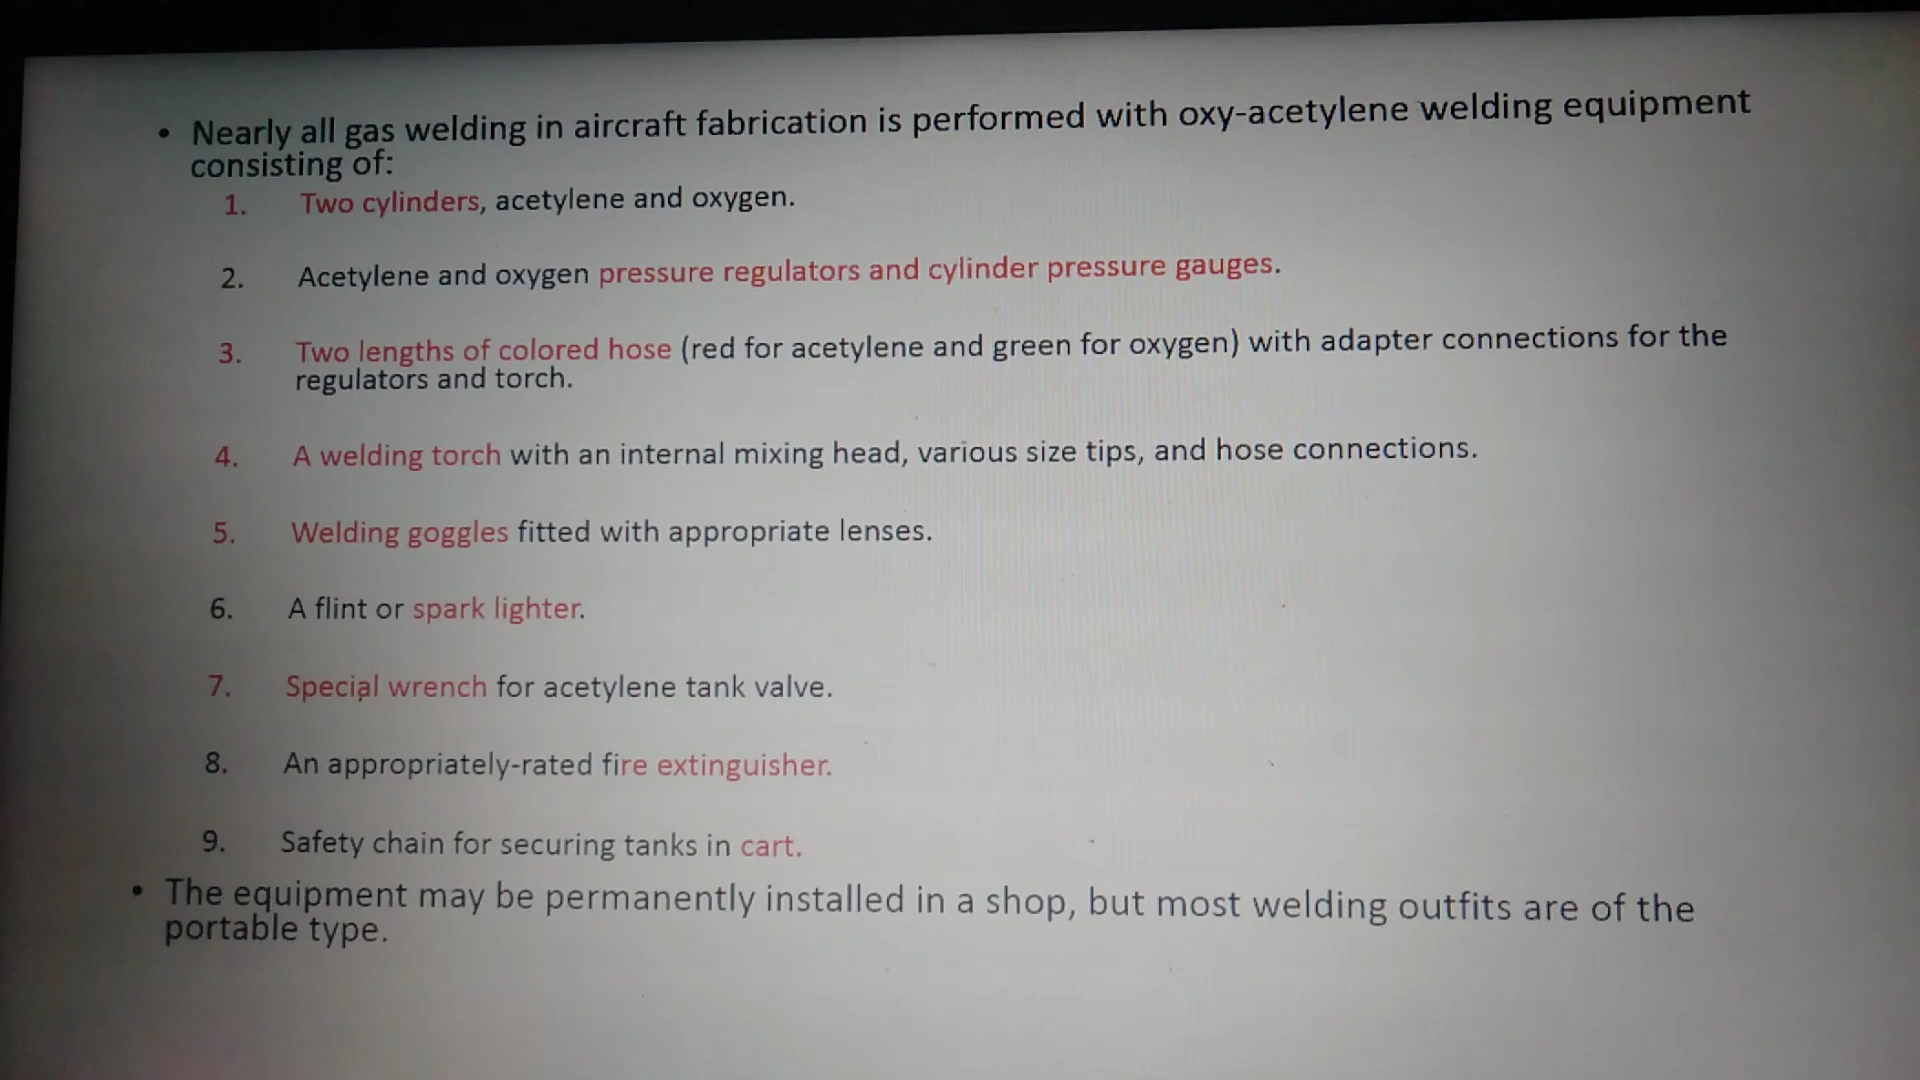 • Nearly all gas welding in aircraft fabrication is performed with oxy-acetylene welding equipment
consisting of:
1. Two cylinders, acetylene and oxygen.
2. Acetylene and oxygen pressure regulators and cylinder pressure gauges.
3. Two lengths of colored hose (red for acetylene and green for oxygen) with adapter connections for the
regulators and torch.
4. A welding torch with an internal mixing head, various size tips, and hose connections.
5. Welding goggles fitted with appropriate lenses.
6. A flint or spark lighter.
7. Special wrench for acetylene tank valve.
8. An appropriately-rated fire extinguisher.
9. Safety chain for securing tanks in cart.
• The equipment may be permanently installed in a shop, but most welding outfits are of the
portable type.